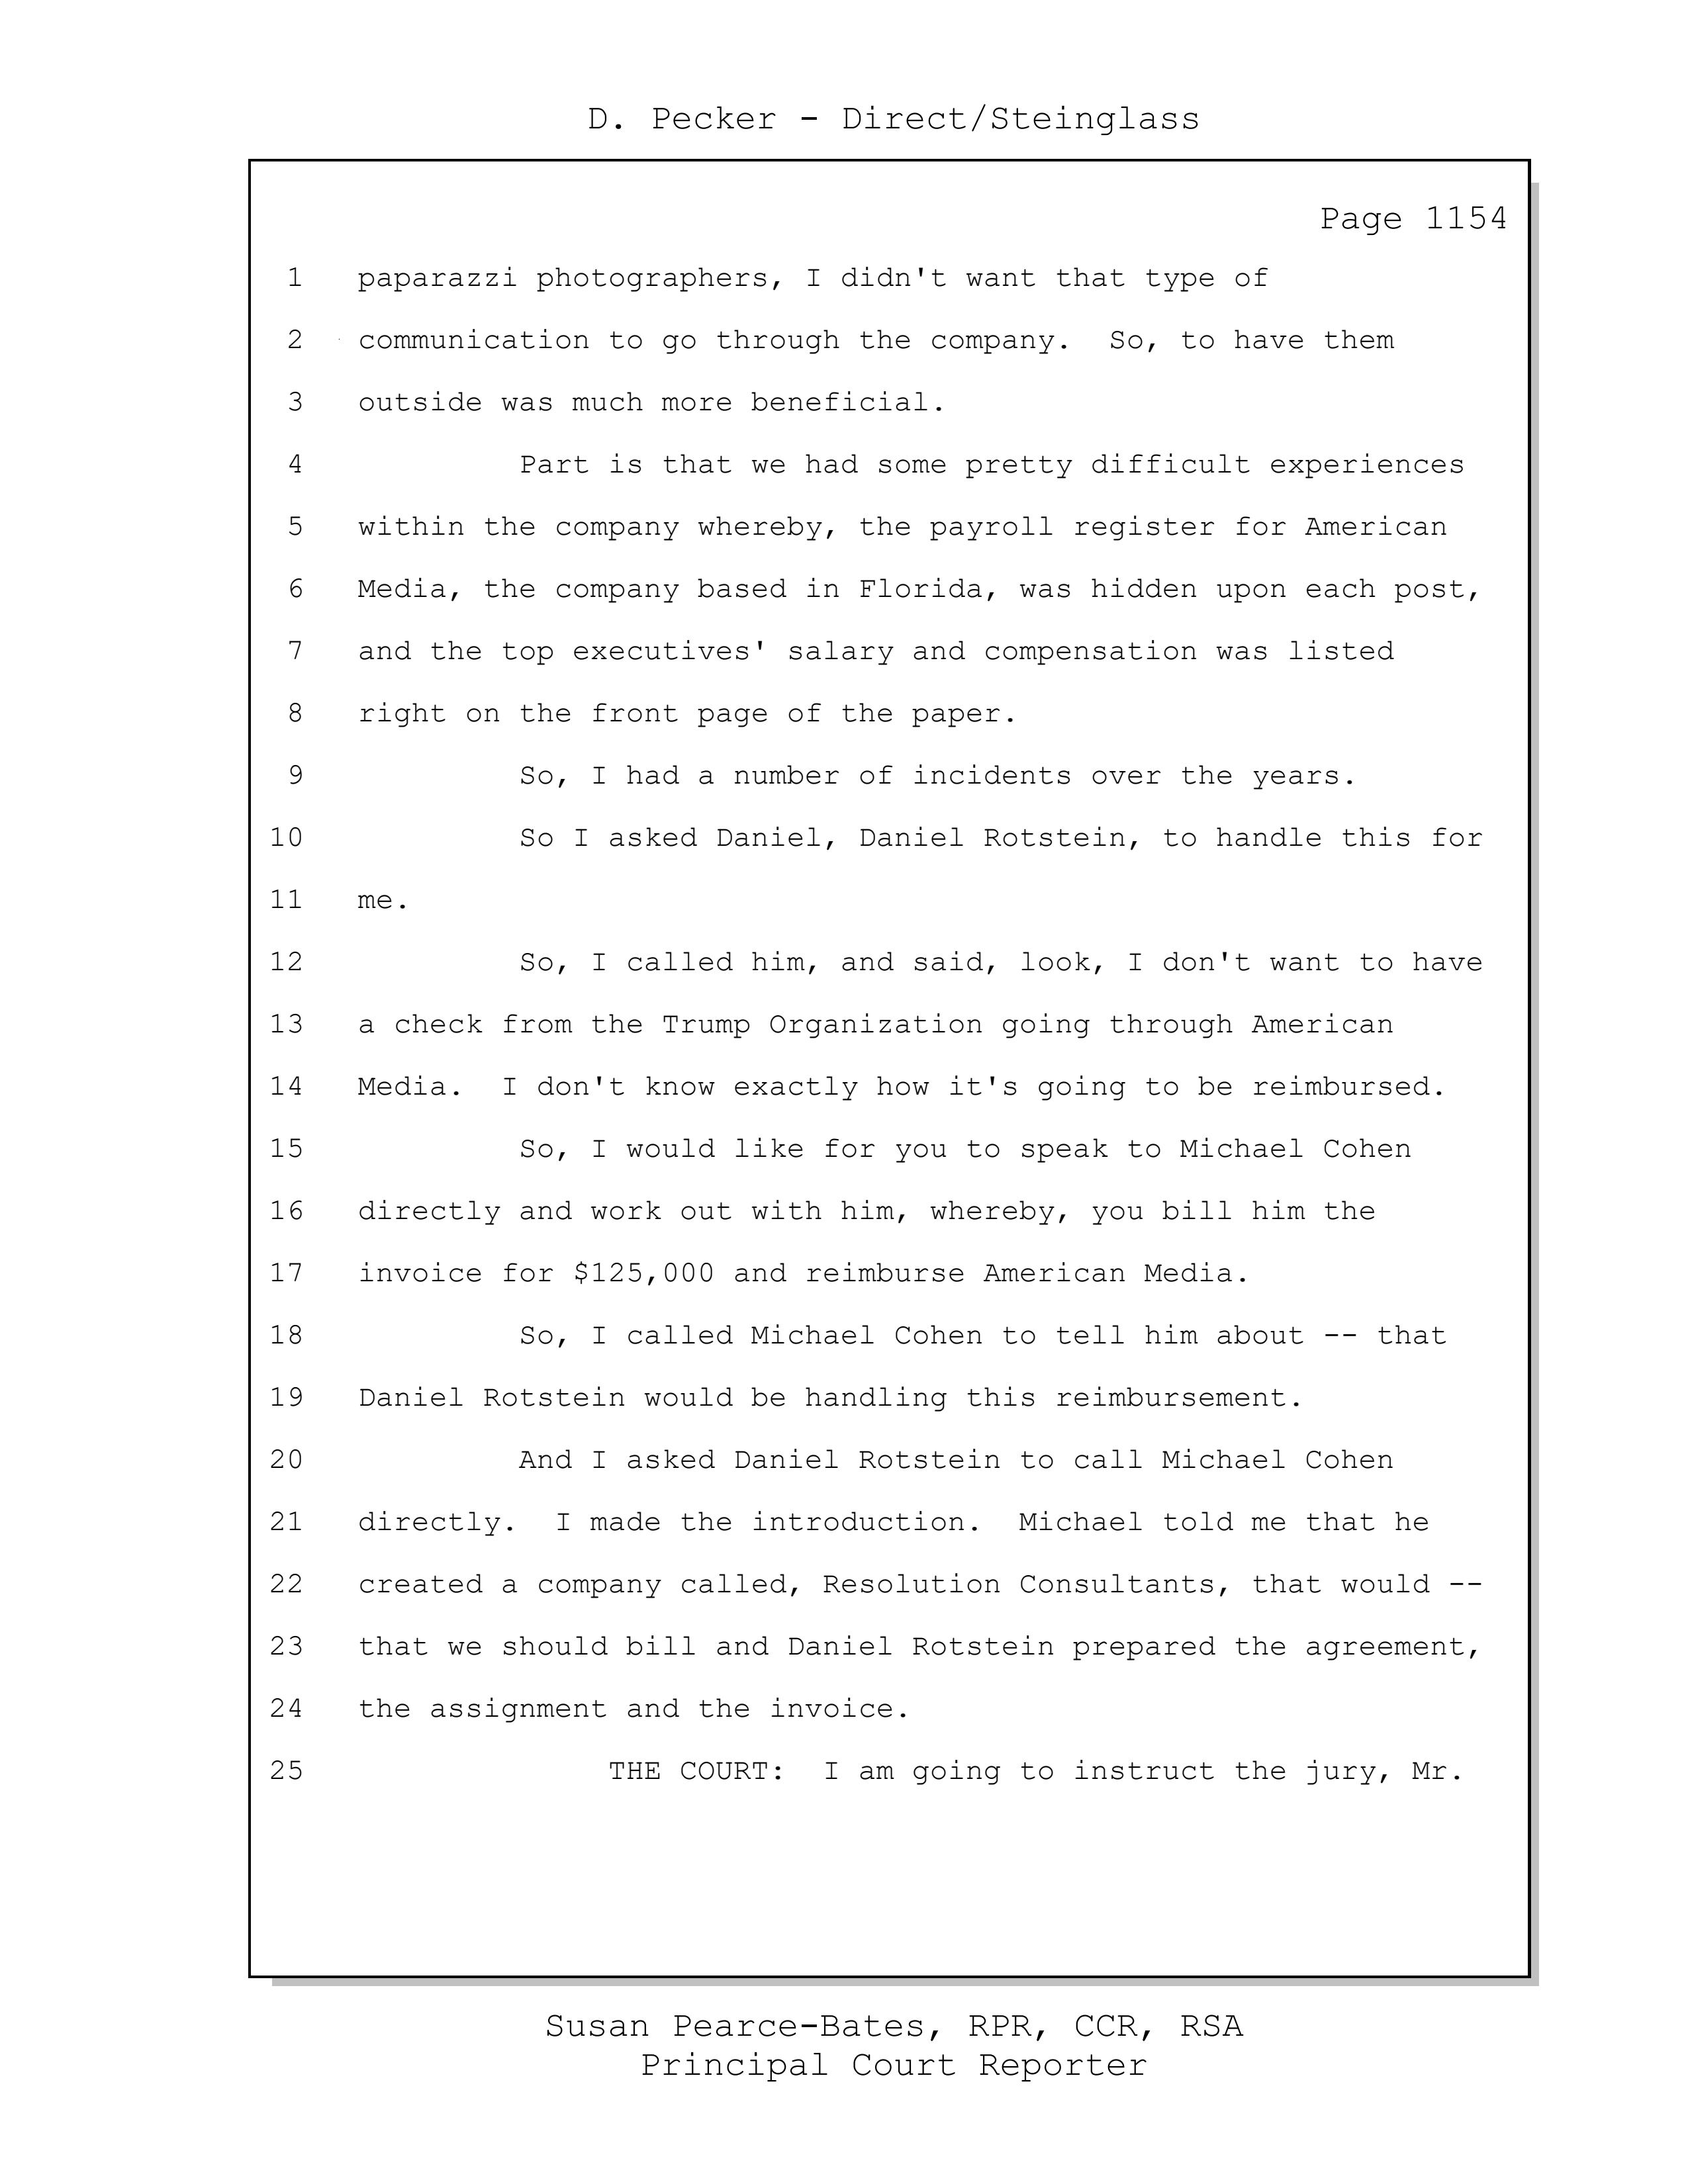 D. Pecker - Direct/Steinglass
Page 1154
1 paparazzi photographers, I didn't want that type of
2 communication to go through the company. So, to have them
3 outside was much more beneficial.
4 Part is that we had some pretty difficult experiences
5 within the company whereby, the payroll register for American
6 Media, the company based in Florida, was hidden upon each post,
7 and the top executives' salary and compensation was listed
8 right on the front page of the paper.
9 So, I had a number of incidents over the years.
10 So I asked Daniel, Daniel Rotstein, to handle this for
11 me.
12 So, I called him, and said, look, I don't want to have
13 a check from the Trump Organization going through American
14 Media. I don't know exactly how it's going to be reimbursed.
15 So, I would like for you to speak to Michael Cohen
16 directly and work out with him, whereby, you bill him the
17 invoice for $125,000 and reimburse American Media.
18 So, I called Michael Cohen to tell him about -- that
19 Daniel Rotstein would be handling this reimbursement.
20 And I asked Daniel Rotstein to call Michael Cohen
21 directly. I made the introduction. Michael told me that he
22 created a company called, Resolution Consultants, that would --
23 that we should bill and Daniel Rotstein prepared the agreement,
24 the assignment and the invoice.
25 THE COURT: I am going to instruct the jury, Mr.
Susan Pearce-Bates, RPR, CCR, RSA
Principal Court Reporter